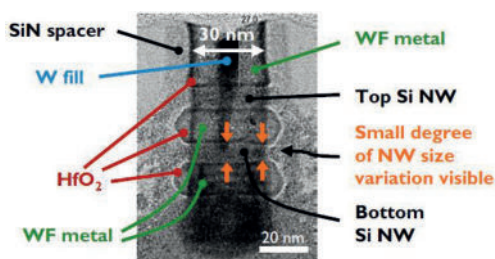 SiN spacer
30 nm
WF metal
W fill
Top Si NW
Small degree
of NW size
variation visible
HfO₂
Bottom
Si NW
WF metal
20 nm